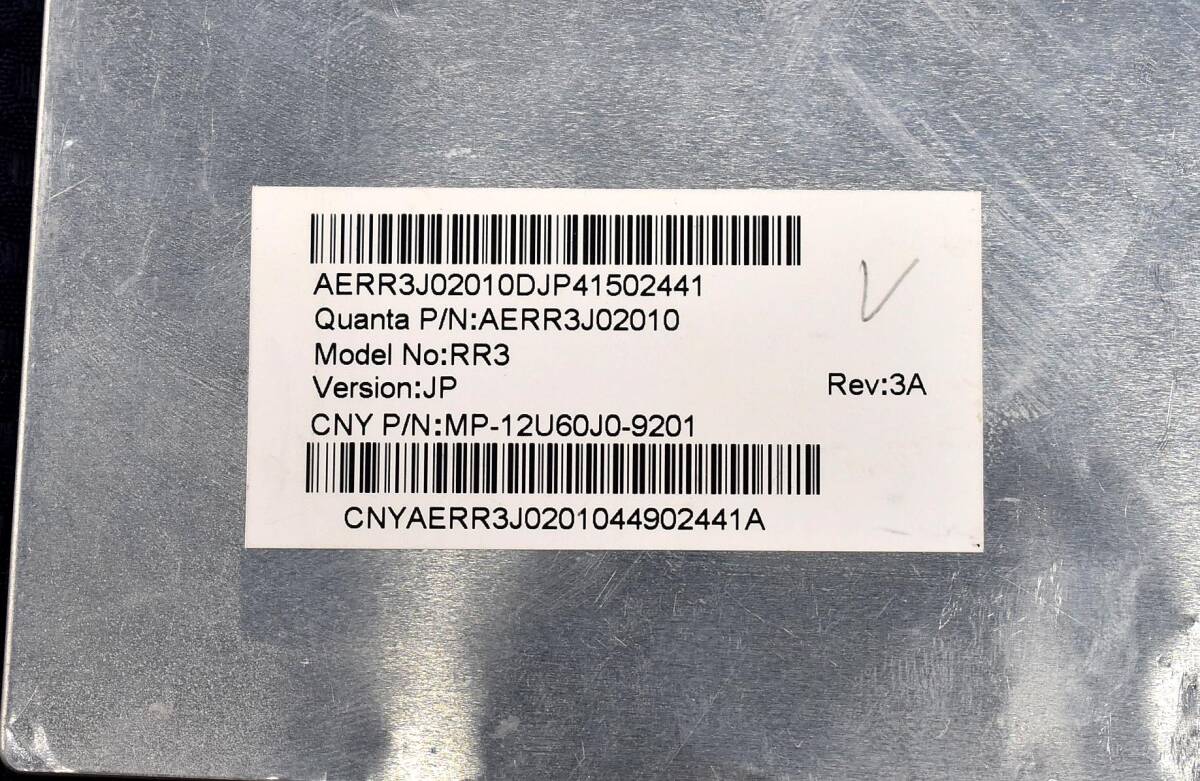 AERR3J02010DJP41502441
Quanta P/N:AERR3J02010
Model No:RR3
Version:JP
Rev:3A
CNY P/N:MP-12U60J0-9201
CNYAERR3J0201044902441A